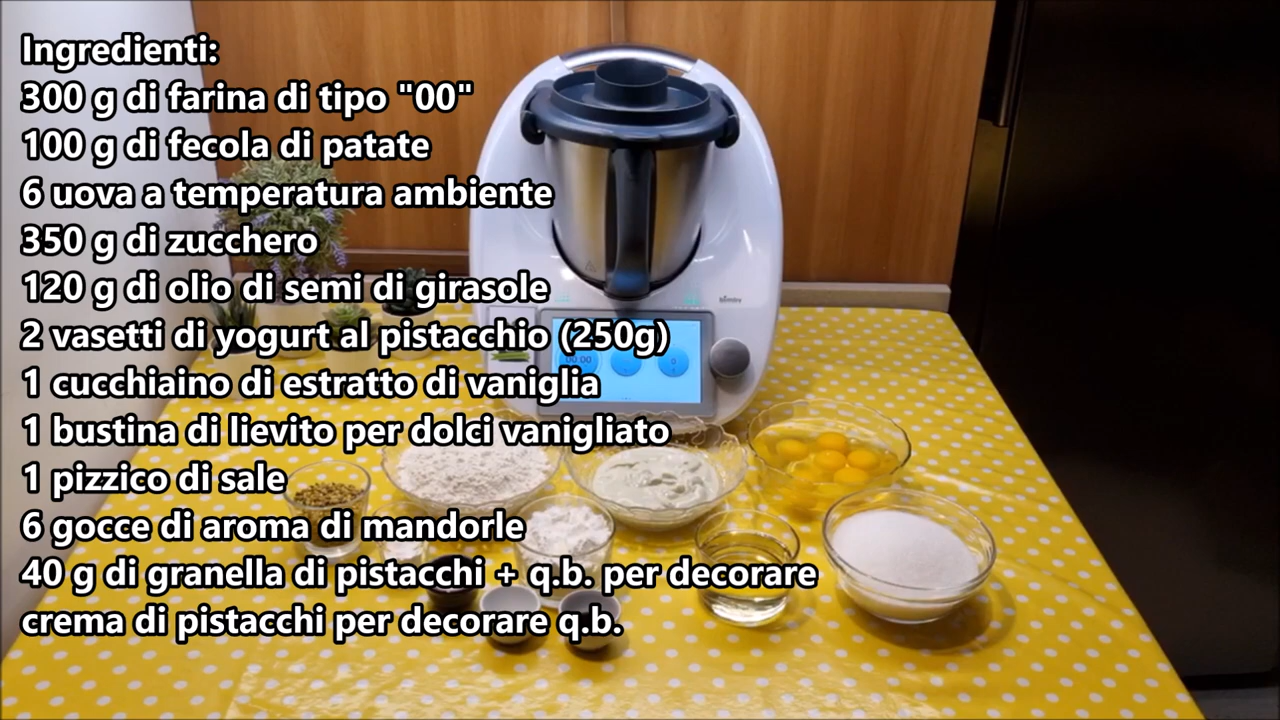 Ingredienti:
300 g di farina di tipo "00"
100 g di fecola di patate
6 uova a temperatura ambiente
350 g di zucchero
120 g di olio di semi di girasole
2 vasetti di yogurt al pistacchio (250g)
1 cucchiaino di estratto di vaniglia
1 bustina di lievito per dolci vanigliato
1 pizzico di sale
6 gocce di aroma di mandorle
40 g di granella di pistacchi + q.b. per decorare
crema di pistacchi per decorare q.b.
bimby